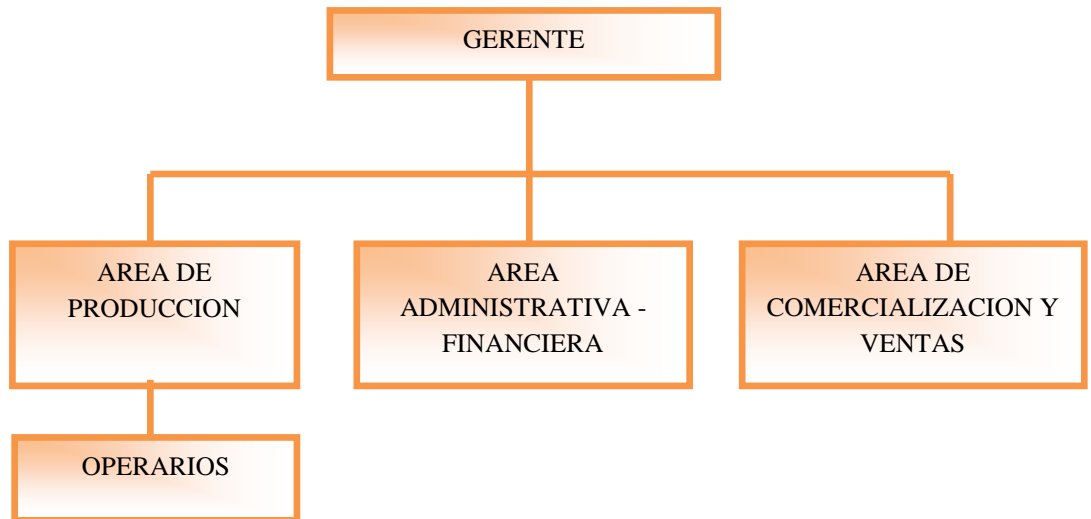 GERENTE
AREA DE
PRODUCCION
AREA
ADMINISTRATIVA -
FINANCIERA
AREA DE
COMERCIALIZACION Y
VENTAS
OPERARIOS